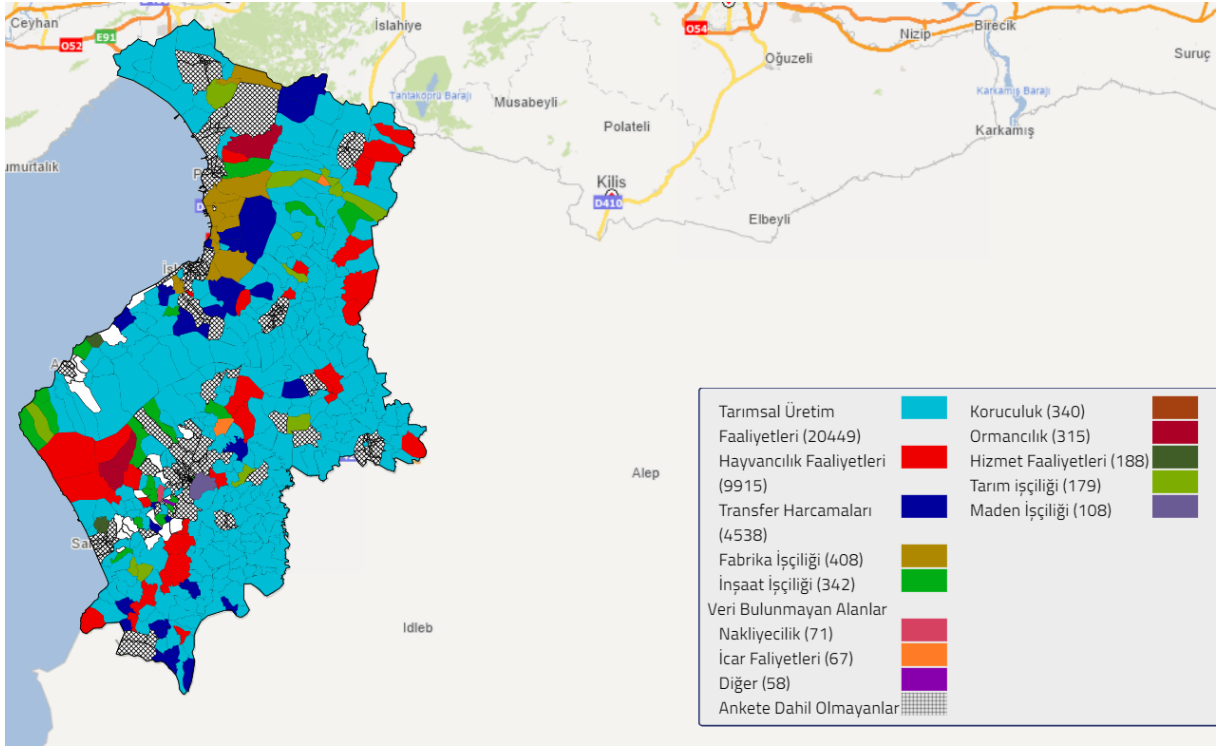 Ceyhan
O52
E91
İslahiye
O54
Nizip
Birecik
Oğuzeli
Suruç
Tahtaköprü Barajı
Musabeyli
Karkamış Barajı
Polateli
Karkamış
umurtalık
P
Kilis
D
D410
Elbeyli
İsk
A
Alep
Sa
Idleb
Tarımsal Üretim
Faaliyetleri (20449)
Hayvancılık Faaliyetleri
(9915)
Transfer Harcamaları
(4538)
Fabrika İşçiliği (408)
İnşaat İşçiliği (342)
Veri Bulunmayan Alanlar
Nakliyecilik (71)
İcar Faliyetleri (67)
Diğer (58)
Ankete Dahil Olmayanlar
Koruculuk (340)
Ormancılık (315)
Hizmet Faaliyetleri (188)
Tarım işçiliği (179)
Maden İşçiliği (108)